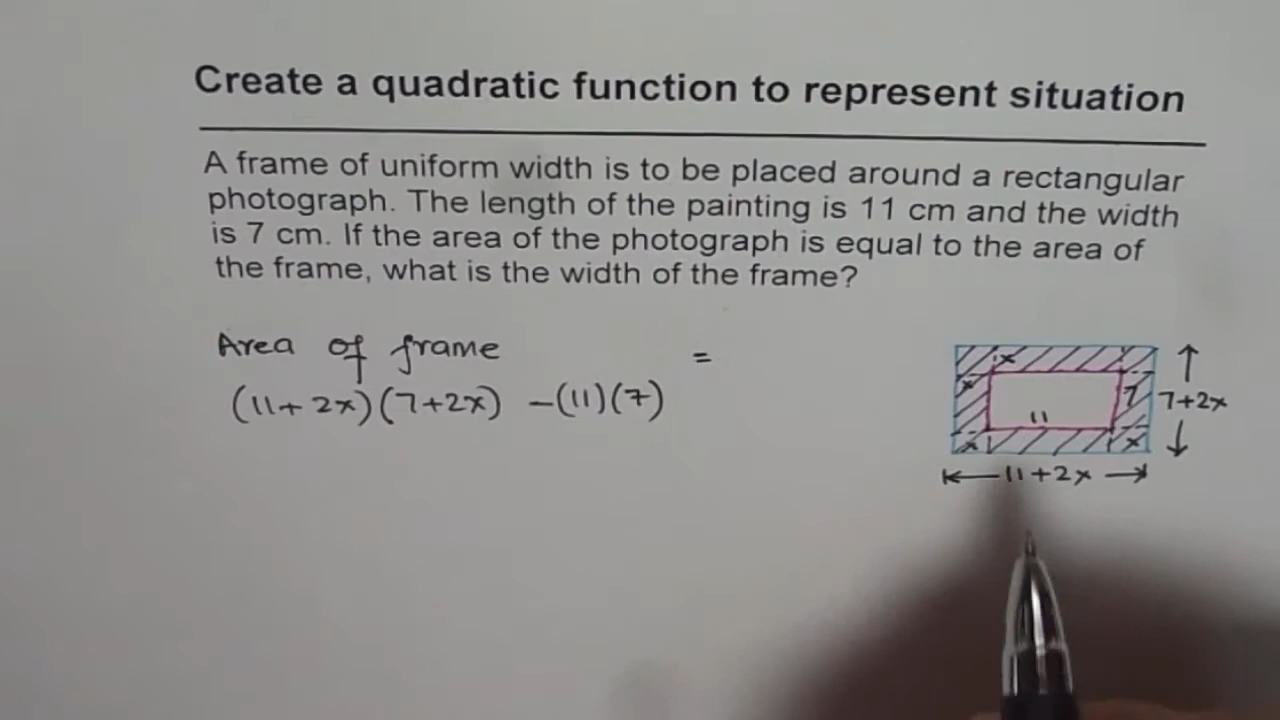 Create a quadratic function to represent situation
A frame of uniform width is to be placed around a rectangular
photograph. The length of the painting is 11 cm and the width
is 7 cm. If the area of the photograph is equal to the area of
the frame, what is the width of the frame?
Area of frame =
(11+2x)(7+2x) -(11)(7)
x
x
7
7+2x
11
x
x
11+2x